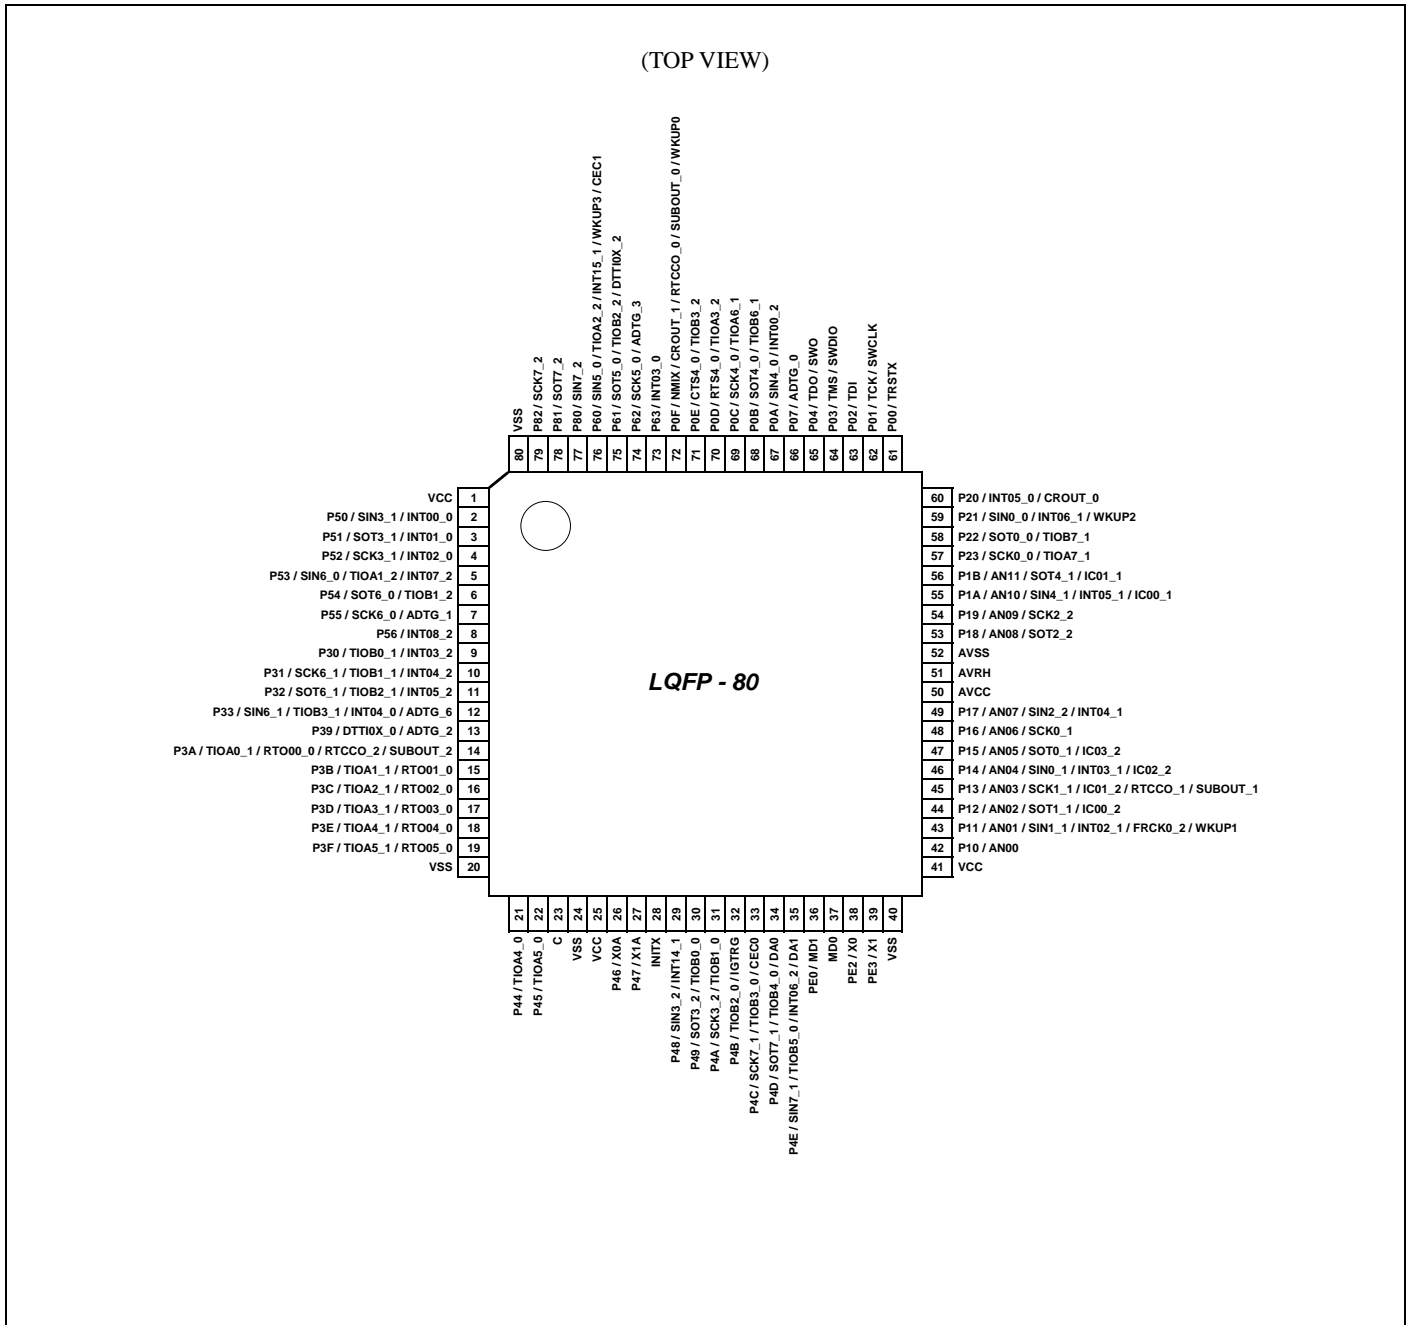 (TOP VIEW)
VSS
P82 / SCK7_2
P81 / SOT7_2
P80 / SIN7_2
P60 / SIN5_0 / TIOA2_2 / INT15_1 / WKUP3 / CEC1
P61 / SOT5_0 / TIOB2_2 / DTTI0X_2
P62 / SCK5_0 / ADTG_3
P63 / INT03_0
P0F / NMIX / CROUT_1 / RTCCO_0 / SUBOUT_0 / WKUP0
P0E / CTS4_0 / TIOB3_2
P0D / RTS4_0 / TIOA3_2
P0C / SCK4_0 / TIOA6_1
P0B / SOT4_0 / TIOB6_1
P0A / SIN4_0 / INT00_2
P07 / ADTG_0
P04 / TDO / SWO
P03 / TMS / SWDIO
P02 / TDI
P01 / TCK / SWCLK
P00 / TRSTX
80 79 78 77 76 75 74 73 72 71 70 69 68 67 66 65 64 63 62 61
VCC 1
P50 / SIN3_1 / INT00_0 2
P51 / SOT3_1 / INT01_0 3
P52 / SCK3_1 / INT02_0 4
P53 / SIN6_0 / TIOA1_2 / INT07_2 5
P54 / SOT6_0 / TIOB1_2 6
P55 / SCK6_0 / ADTG_1 7
P56 / INT08_2 8
P30 / TIOB0_1 / INT03_2 9
P31 / SCK6_1 / TIOB1_1 / INT04_2 10
P32 / SOT6_1 / TIOB2_1 / INT05_2 11
P33 / SIN6_1 / TIOB3_1 / INT04_0 / ADTG_6 12
P39 / DTTI0X_0 / ADTG_2 13
P3A / TIOA0_1 / RTO00_0 / RTCCO_2 / SUBOUT_2 14
P3B / TIOA1_1 / RTO01_0 15
P3C / TIOA2_1 / RTO02_0 16
P3D / TIOA3_1 / RTO03_0 17
P3E / TIOA4_1 / RTO04_0 18
P3F / TIOA5_1 / RTO05_0 19
VSS 20
LQFP - 80
60 P20 / INT05_0 / CROUT_0
59 P21 / SIN0_0 / INT06_1 / WKUP2
58 P22 / SOT0_0 / TIOB7_1
57 P23 / SCK0_0 / TIOA7_1
56 P1B / AN11 / SOT4_1 / IC01_1
55 P1A / AN10 / SIN4_1 / INT05_1 / IC00_1
54 P19 / AN09 / SCK2_2
53 P18 / AN08 / SOT2_2
52 AVSS
51 AVRH
50 AVCC
49 P17 / AN07 / SIN2_2 / INT04_1
48 P16 / AN06 / SCK0_1
47 P15 / AN05 / SOT0_1 / IC03_2
46 P14 / AN04 / SIN0_1 / INT03_1 / IC02_2
45 P13 / AN03 / SCK1_1 / IC01_2 / RTCCO_1 / SUBOUT_1
44 P12 / AN02 / SOT1_1 / IC00_2
43 P11 / AN01 / SIN1_1 / INT02_1 / FRCK0_2 / WKUP1
42 P10 / AN00
41 VCC
21 22 23 24 25 26 27 28 29 30 31 32 33 34 35 36 37 38 39 40
P44 / TIOA4_0
P45 / TIOA5_0
C
VSS
VCC
P46 / X0A
P47 / X1A
INITX
P48 / SIN3_2 / INT14_1
P49 / SOT3_2 / TIOB0_0
P4A / SCK3_2 / TIOB1_0
P4B / TIOB2_0 / IGTRG
P4C / SCK7_1 / TIOB3_0 / CEC0
P4D / SOT7_1 / TIOB4_0 / DA0
P4E / SIN7_1 / TIOB5_0 / INT06_2 / DA1
PE0 / MD1
MD0
PE2 / X0
PE3 / X1
VSS